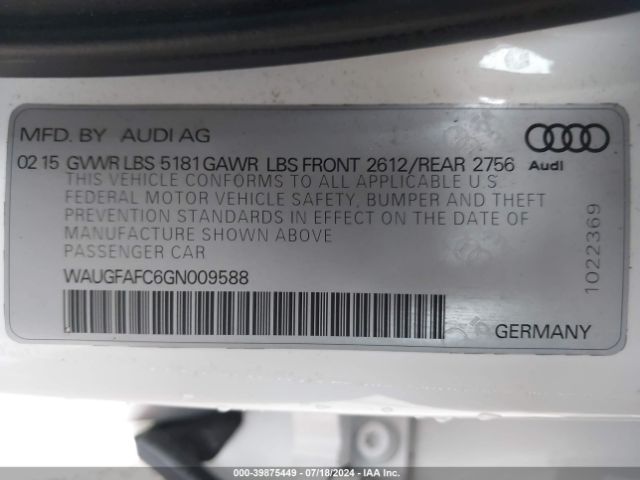 MFD. BY AUDI AG
02 15 GVWR LBS 5181 GAWR LBS FRONT 2612/REAR 2756
Audi
THIS VEHICLE CONFORMS TO ALL APPLICABLE U.S
FEDERAL MOTOR VEHICLE SAFETY, BUMPER AND THEFT
PREVENTION STANDARDS IN EFFECT ON THE DATE OF
MANUFACTURE SHOWN ABOVE
PASSENGER CAR
WAUGFAFC6GN009588
1022369
GERMANY
000-39875449 - 07/18/2024 - IAA Inc.